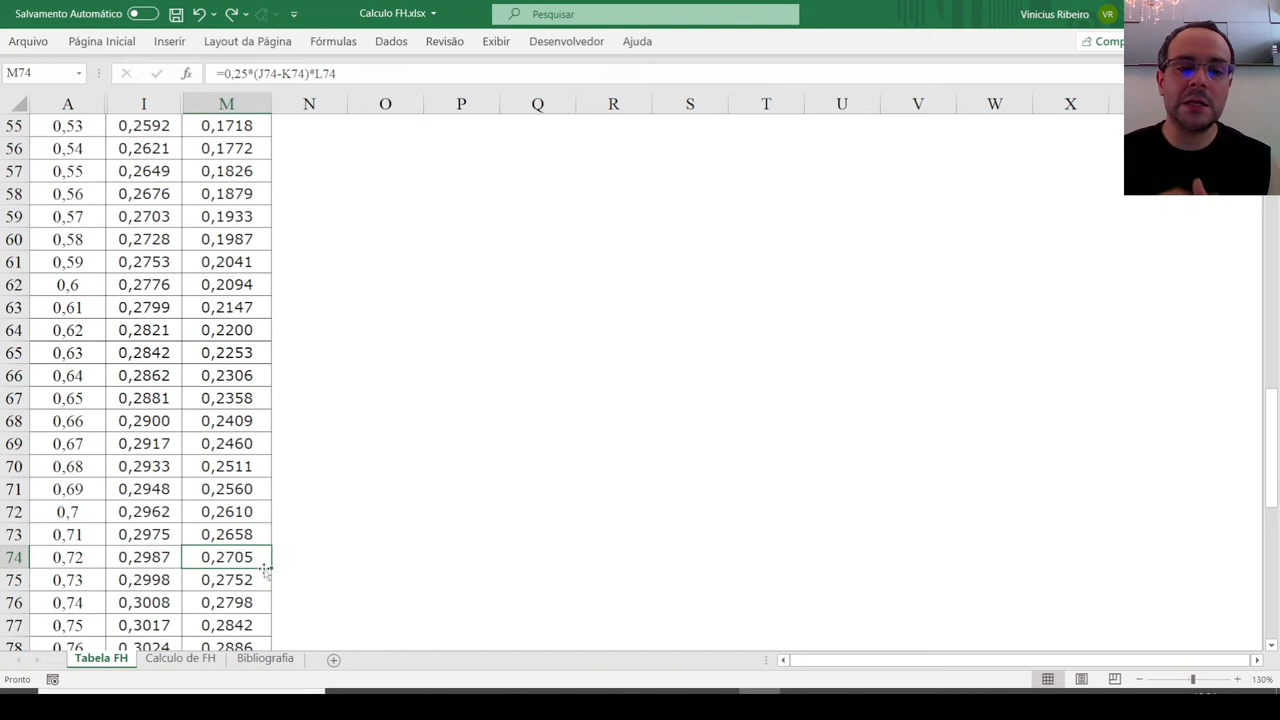 Salvamento Automático Calculo FH.xlsx Pesquisar Vinicius Ribeiro VR
Arquivo Página Inicial Inserir Layout da Página Fórmulas Dados Revisão Exibir Desenvolvedor Ajuda Comp
M74 fx =0,25*(J74-K74)*L74
A I M N O P Q R S T U V W X
55 0,53 0,2592 0,1718
56 0,54 0,2621 0,1772
57 0,55 0,2649 0,1826
58 0,56 0,2676 0,1879
59 0,57 0,2703 0,1933
60 0,58 0,2728 0,1987
61 0,59 0,2753 0,2041
62 0,6 0,2776 0,2094
63 0,61 0,2799 0,2147
64 0,62 0,2821 0,2200
65 0,63 0,2842 0,2253
66 0,64 0,2862 0,2306
67 0,65 0,2881 0,2358
68 0,66 0,2900 0,2409
69 0,67 0,2917 0,2460
70 0,68 0,2933 0,2511
71 0,69 0,2948 0,2560
72 0,7 0,2962 0,2610
73 0,71 0,2975 0,2658
74 0,72 0,2987 0,2705
75 0,73 0,2998 0,2752
76 0,74 0,3008 0,2798
77 0,75 0,3017 0,2842
78 0,76 0,3024 0,2886
Tabela FH Calculo de FH Bibliografia
Pronto 130%